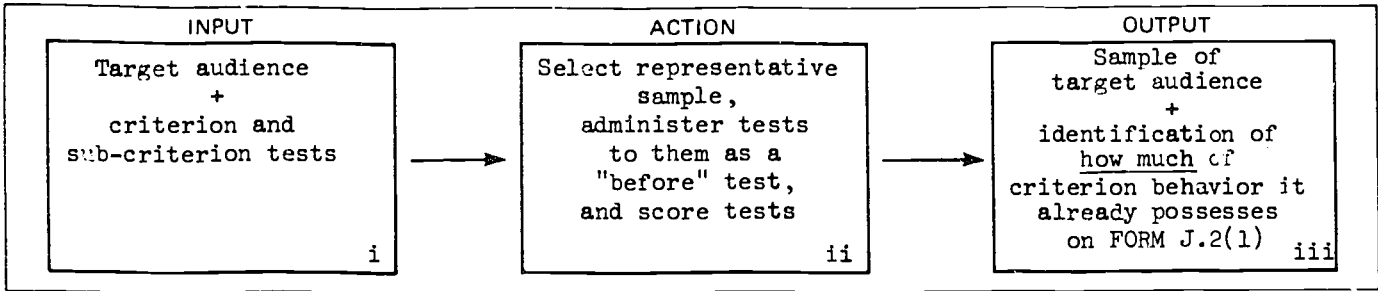 INPUT
Target audience
+
criterion and
sub-criterion tests
i
ACTION
Select representative
sample,
administer tests
to them as a
"before" test,
and score tests
ii
OUTPUT
Sample of
target audience
+
identification of
how much of
criterion behavior it
already possesses
on FORM J.2(1)
iii